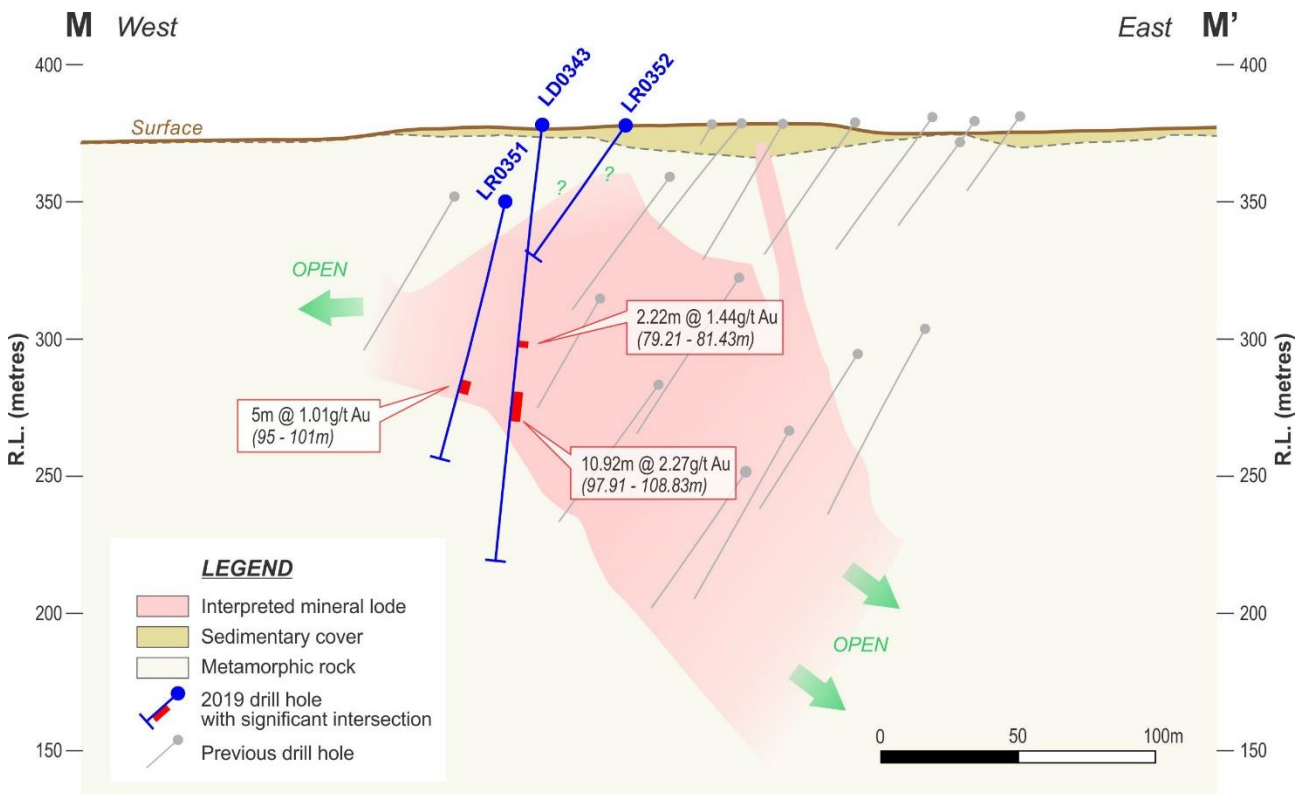 M West
East M'
400
400
LD0343
LR0352
Surface
LR0351
350
350
?
?
OPEN
2.22m @ 1.44g/t Au
(79.21 - 81.43m)
300
300
R.L. (metres)
R.L. (metres)
5m @ 1.01g/t Au
(95 - 101m)
10.92m @ 2.27g/t Au
(97.91 - 108.83m)
250
250
LEGEND
Interpreted mineral lode
Sedimentary cover
Metamorphic rock
2019 drill hole
with significant intersection
Previous drill hole
200
200
OPEN
150
150
0
50
100m